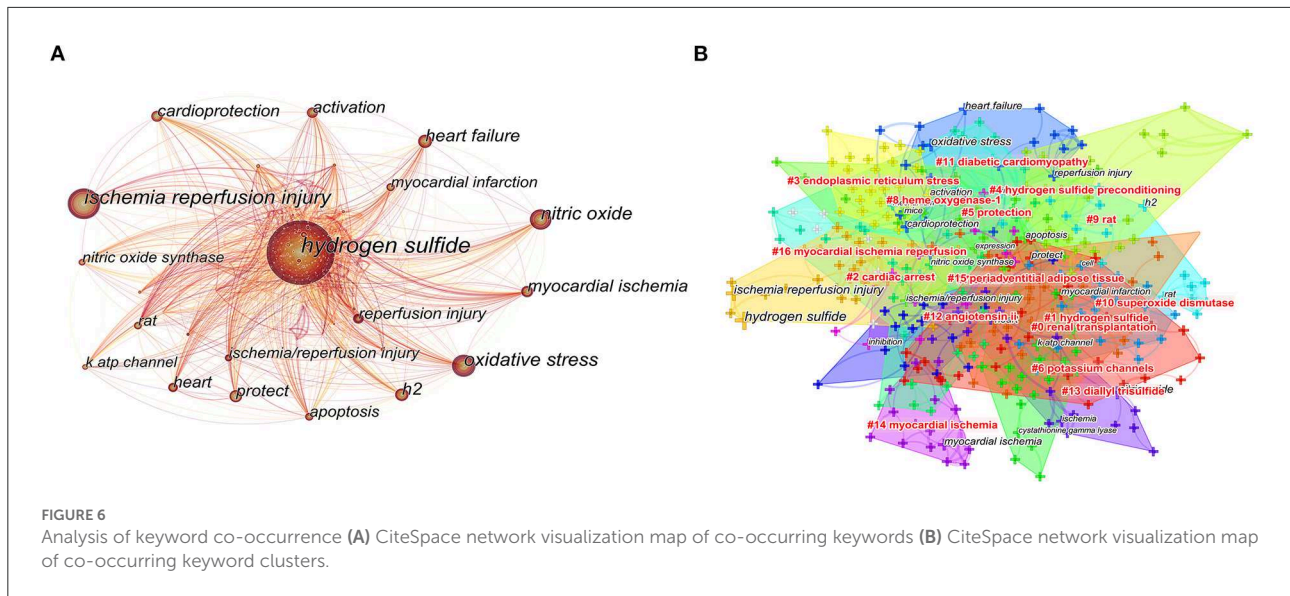 A
cardioprotection
activation
heart failure
myocardial infarction
ischemia reperfusion injury
nitric oxide
hydrogen sulfide
nitric oxide synthase
myocardial ischemia
reperfusion injury
rat
ischemia/reperfusion Injury
oxidative stress
k atp channel
heart
protect
h2
apoptosis
B
heart failure
oxidative stress
#11 diabetic cardiomyopathy
reperfusion injury
#3 endoplasmic reticulum stress
activation
#4 hydrogen sulfide preconditioning
#8 heme oxygenase-1
h2
mice
#5 protection
#9 rat
cardioprotection
apoptosis
expression
protect
#16 myocardial ischemia reperfusion
nitric oxide synthase
cell
#2 cardiac arrest
#15 periadventitial adipose tissue
ischemia reperfusion injury
myocardial infarction
rat
ischemia/reperfusion injury
#10 superoxide dismutase
hydrogen sulfide
#12 angiotensin ii
#1 hydrogen sulfide
#0 renal transplantation
inhibition
k atp channel
#6 potassium channels
#13 diallyl trisulfide
ischemia
#14 myocardial ischemia
cystathionine gamma lyase
myocardial ischemia
FIGURE 6
Analysis of keyword co-occurrence (A) CiteSpace network visualization map of co-occurring keywords (B) CiteSpace network visualization map
of co-occurring keyword clusters.